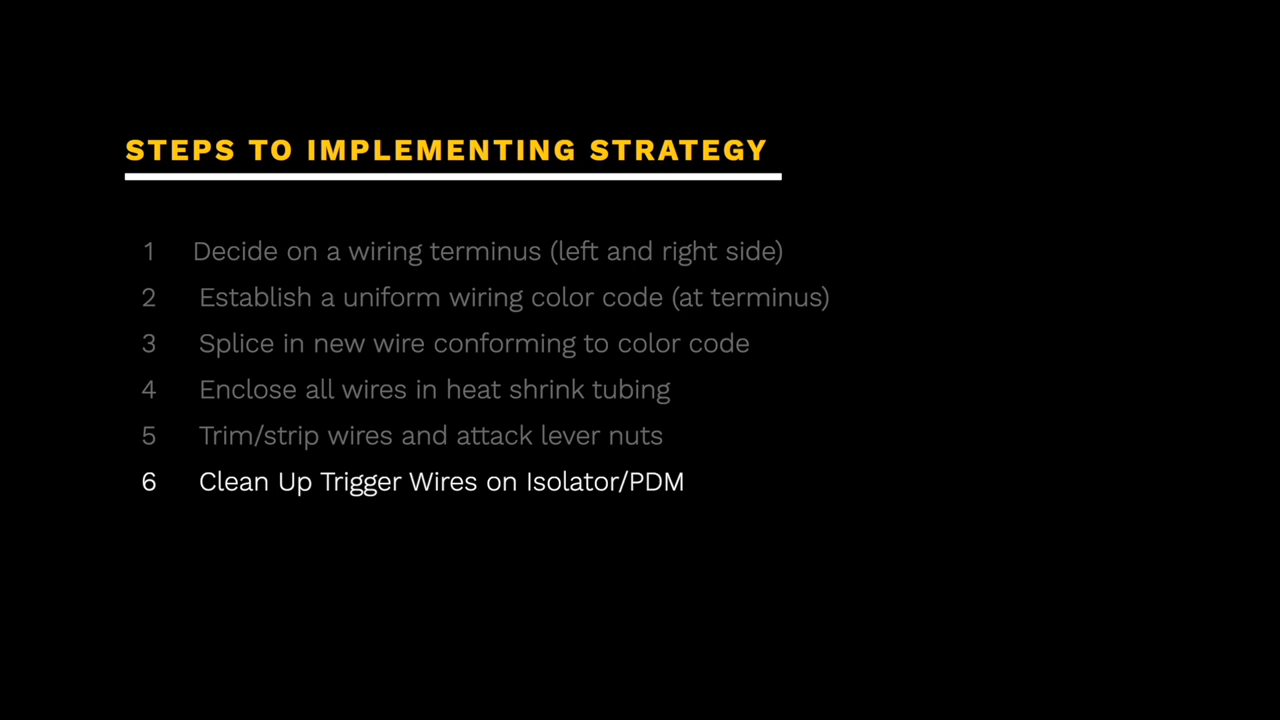 STEPS TO IMPLEMENTING STRATEGY
1 Decide on a wiring terminus (left and right side)
2 Establish a uniform wiring color code (at terminus)
3 Splice in new wire conforming to color code
4 Enclose all wires in heat shrink tubing
5 Trim/strip wires and attack lever nuts
6 Clean Up Trigger Wires on Isolator/PDM